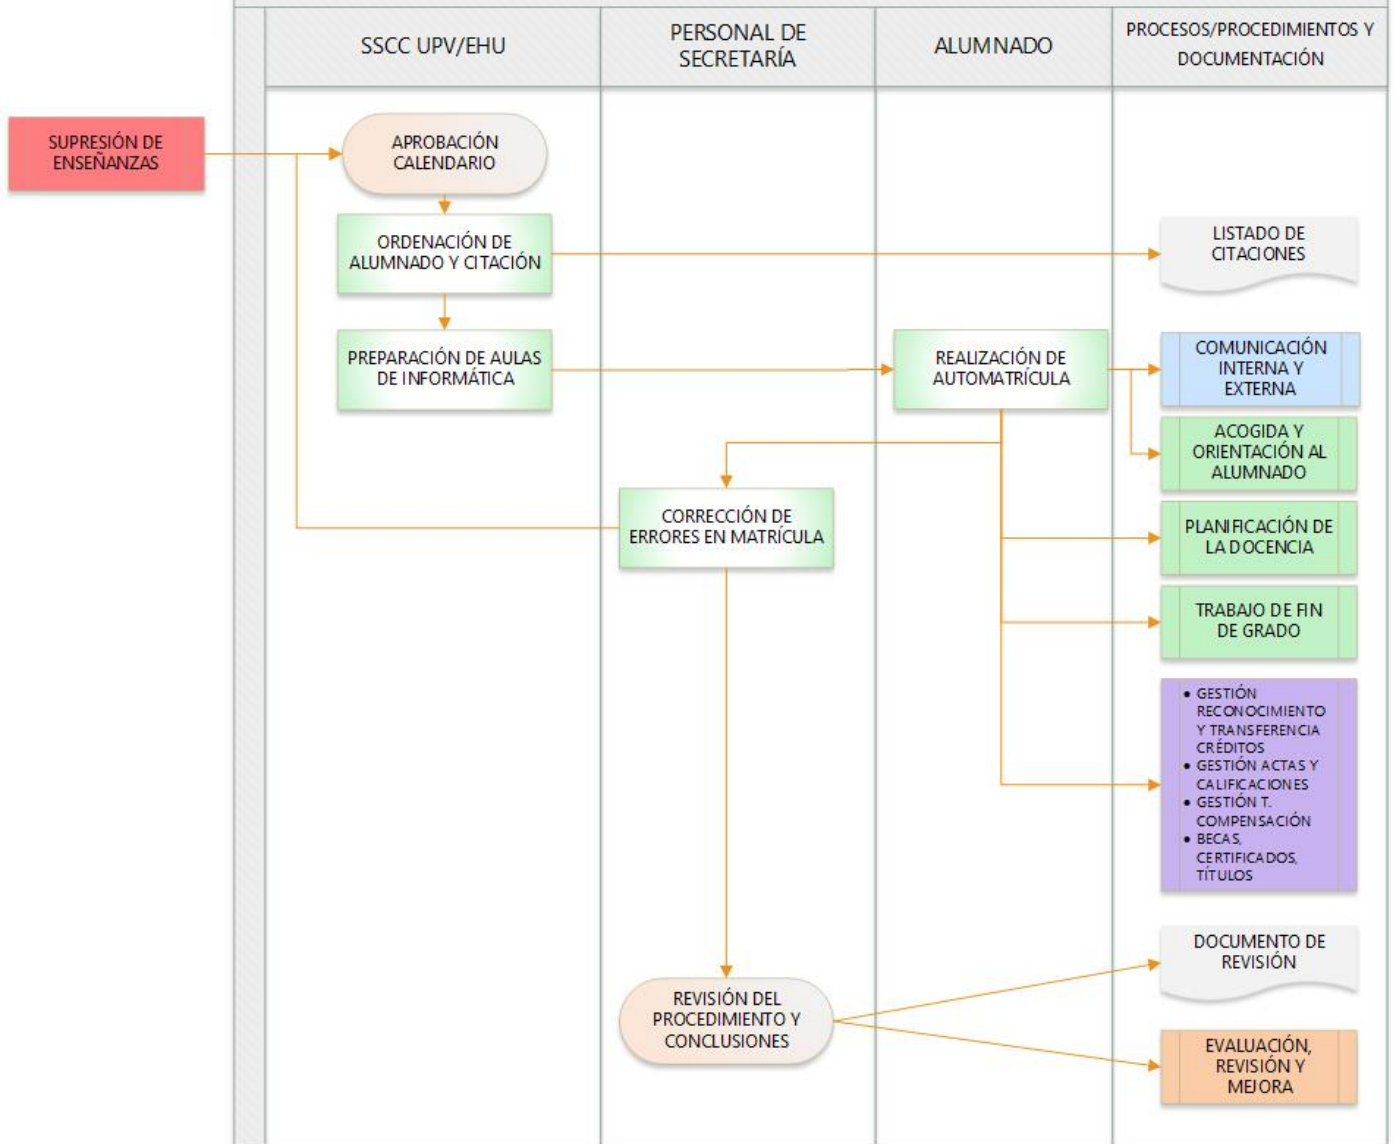 SSCC UPV/EHU
PERSONAL DE
SECRETARÍA
ALUMNADO
PROCESOS/PROCEDIMIENTOS Y
DOCUMENTACIÓN
SUPRESIÓN DE
ENSEÑANZAS
APROBACIÓN
CALENDARIO
ORDENACIÓN DE
ALUMNADO Y CITACIÓN
LISTADO DE
CITACIONES
PREPARACIÓN DE AULAS
DE INFORMÁTICA
REALIZACIÓN DE
AUTOMATRÍCULA
COMUNICACIÓN
INTERNA Y
EXTERNA
ACOGIDA Y
ORIENTACIÓN AL
ALUMNADO
CORRECCIÓN DE
ERRORES EN MATRÍCULA
PLANIFICACIÓN DE
LA DOCENCIA
TRABAJO DE FIN
DE GRADO
• GESTIÓN
RECONOCIMIENTO
Y TRANSFERENCIA
CRÉDITOS
• GESTIÓN ACTAS Y
CALIFICACIONES
• GESTIÓN T.
COMPENSACIÓN
• BECAS,
CERTIFICADOS,
TÍTULOS
DOCUMENTO DE
REVISIÓN
REVISIÓN DEL
PROCEDIMIENTO Y
CONCLUSIONES
EVALUACIÓN,
REVISIÓN Y
MEJORA